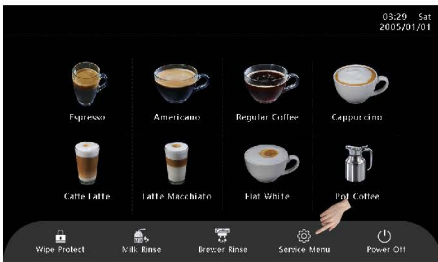 03:29 Sat
2005/01/01
Espresso
Americano
Regular Coffee
Cappuccino
Caffe Latte
Latte Macchiato
Flat White
Pot Coffee
Wipe Protect
Milk Rinse
Brewer Rinse
Service Menu
Power Off